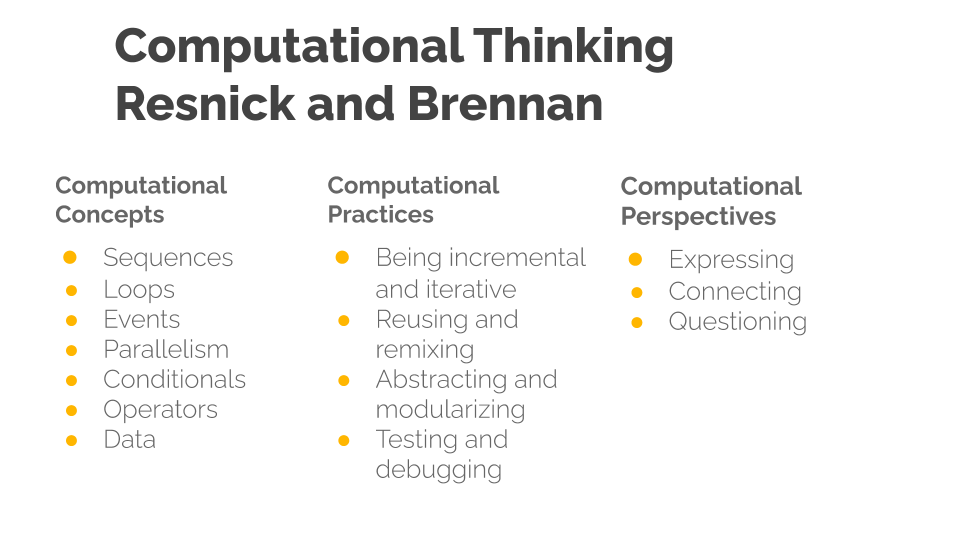 Computational Thinking
Resnick and Brennan
Computational
Concepts
● Sequences
● Loops
● Events
● Parallelism
● Conditionals
● Operators
● Data
Computational
Practices
● Being incremental
and iterative
● Reusing and
remixing
● Abstracting and
modularizing
● Testing and
debugging
Computational
Perspectives
● Expressing
● Connecting
● Questioning